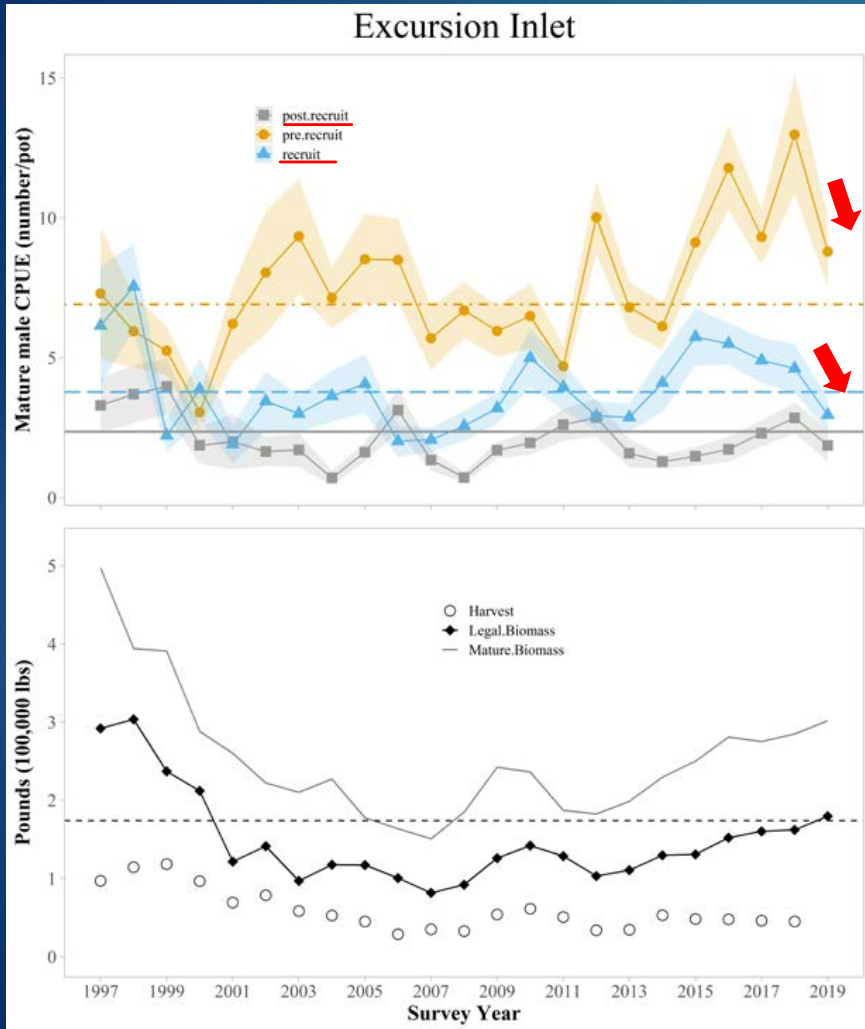 Excursion Inlet
15
10
5
0
Mature male CPUE (number/pot)
post.recruit
pre.recruit
recruit
5
4
3
2
1
0
Pounds (100,000 lbs)
Harvest
Legal.Biomass
Mature.Biomass
1997 1999 2001 2003 2005 2007 2009 2011 2013 2015 2017 2019
Survey Year